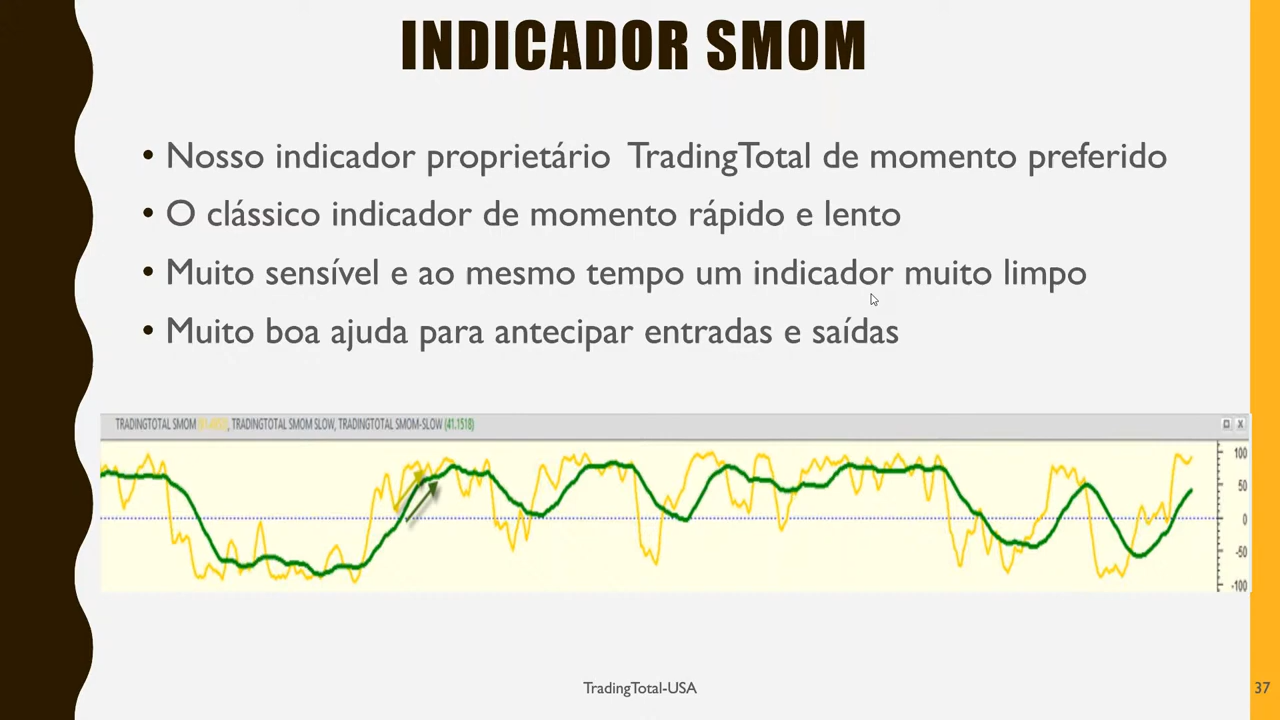 INDICADOR SMOM
• Nosso indicador proprietário TradingTotal de momento preferido
• O clássico indicador de momento rápido e lento
• Muito sensível e ao mesmo tempo um indicador muito limpo
• Muito boa ajuda para antecipar entradas e saídas
TRADINGTOTAL SMOM , TRADINGTOTAL SMOM SLOW, TRADINGTOTAL SMOM-SLOW (41.1518)
100
50
0
-50
-100
TradingTotal-USA
37